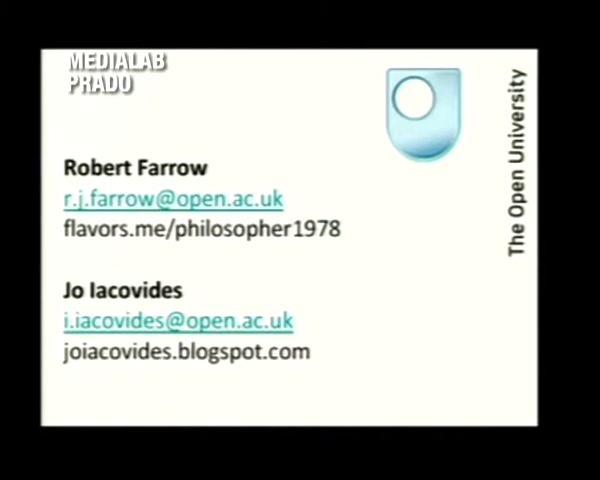 MEDIALAB
PRADO
The Open University
Robert Farrow
r.j.farrow@open.ac.uk
flavors.me/philosopher1978
Jo Iacovides
i.iacovides@open.ac.uk
joiacovides.blogspot.com